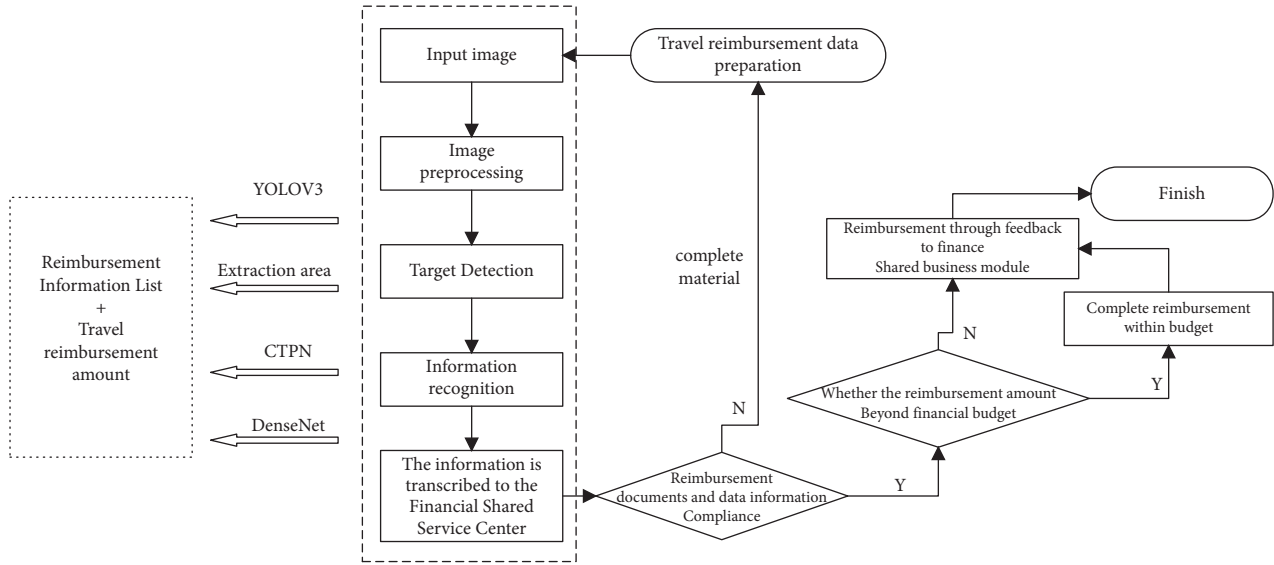 Input image
Image
preprocessing
Target Detection
Information
recognition
The information is
transcribed to the
Financial Shared
Service Center
Travel reimbursement data
preparation
YOLOV3
Extraction area
CTPN
DenseNet
Reimbursement
Information List
+
Travel
reimbursement
amount
complete
material
N
Reimbursement
documents and data information
Compliance
Y
Whether the reimbursement amount
Beyond financial budget
N
Y
Reimbursement through feedback
to finance
Shared business module
Complete reimbursement
within budget
Finish